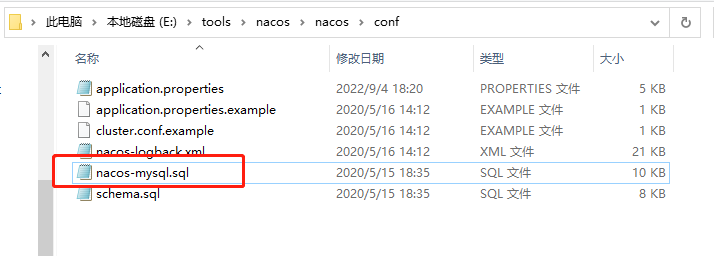 此电脑 > 本地磁盘 (E:) > tools > nacos > nacos > conf
名称 修改日期 类型 大小
application.properties 2022/9/4 18:20 PROPERTIES 文件 5 KB
application.properties.example 2020/5/16 14:12 EXAMPLE 文件 1 KB
cluster.conf.example 2020/5/16 14:12 EXAMPLE 文件 1 KB
nacos-logback.xml 2020/5/16 14:12 XML 文件 21 KB
nacos-mysql.sql 2020/5/15 18:35 SQL 文件 10 KB
schema.sql 2020/5/15 18:35 SQL 文件 8 KB